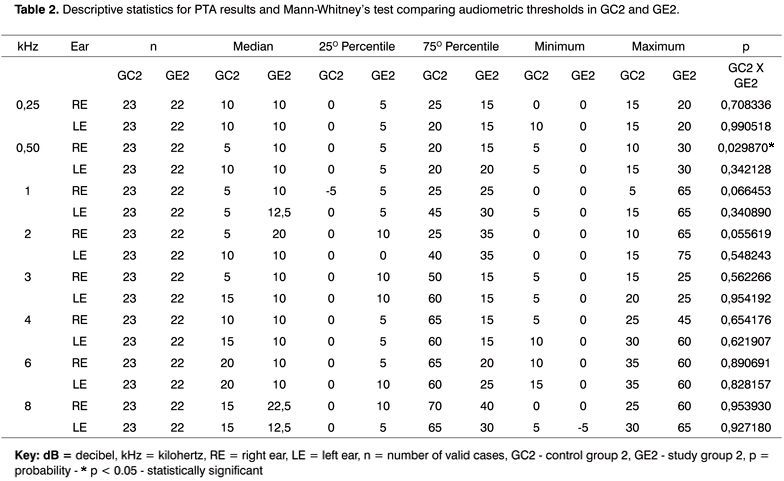 Table 2. Descriptive statistics for PTA results and Mann-Whitney's test comparing audiometric thresholds in GC2 and GE2.
kHz Ear n Median 25º Percentile 75º Percentile Minimum Maximum p
GC2 GE2 GC2 GE2 GC2 GE2 GC2 GE2 GC2 GE2 GC2 GE2 GC2 X GE2
0,25 RE 23 22 10 10 0 5 25 15 0 0 15 20 0,708336
LE 23 22 10 10 0 5 20 15 10 0 15 20 0,990518
0,50 RE 23 22 5 10 0 5 20 15 5 0 10 30 0,029870*
LE 23 22 10 10 0 5 20 20 5 0 15 30 0,342128
1 RE 23 22 5 10 -5 5 25 25 0 0 5 65 0,066453
LE 23 22 5 12,5 0 5 45 30 5 0 15 65 0,340890
2 RE 23 22 5 20 0 10 25 35 0 0 10 65 0,055619
LE 23 22 10 10 0 0 40 35 0 0 15 75 0,548243
3 RE 23 22 5 10 0 10 50 15 5 0 15 25 0,562266
LE 23 22 15 10 0 10 60 15 5 0 20 25 0,954192
4 RE 23 22 10 10 0 5 65 15 5 0 25 45 0,654176
LE 23 22 15 10 0 5 60 15 10 0 30 60 0,621907
6 RE 23 22 20 10 0 5 65 20 10 0 35 60 0,890691
LE 23 22 20 10 0 10 60 25 15 0 35 60 0,828157
8 RE 23 22 15 22,5 0 10 70 40 0 0 25 60 0,953930
LE 23 22 15 12,5 0 5 65 30 5 -5 30 65 0,927180
Key: dB = decibel, kHz = kilohertz, RE = right ear, LE = left ear, n = number of valid cases, GC2 - control group 2, GE2 - study group 2, p =
probability - * p < 0.05 - statistically significant